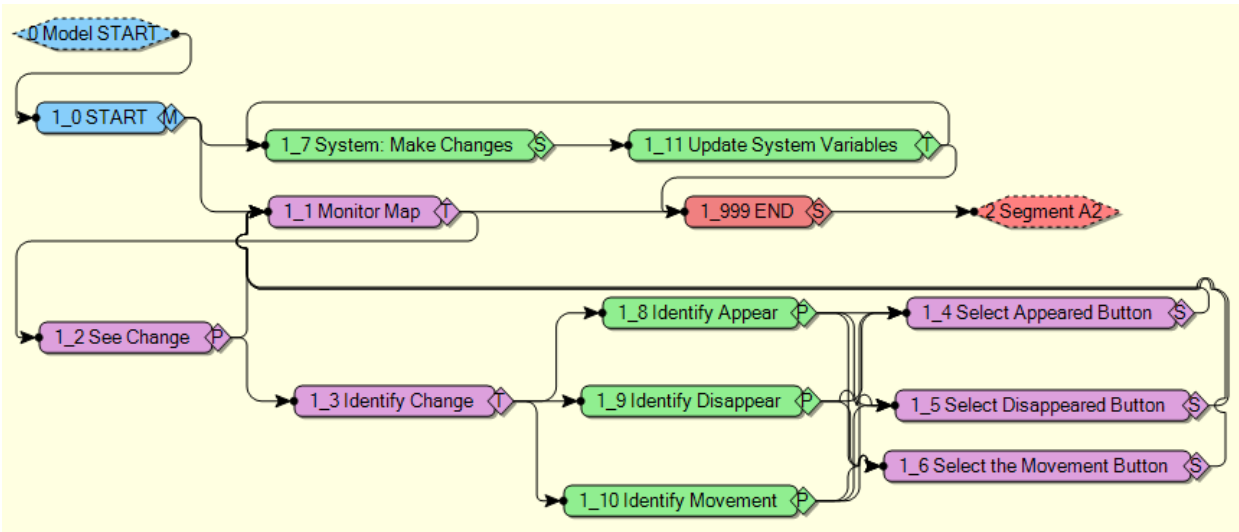 0 Model START
1_0 START M
1_7 System: Make Changes S
1_11 Update System Variables T
1_1 Monitor Map T
1_999 END S
2 Segment A2
1_2 See Change P
1_8 Identify Appear P
1_4 Select Appeared Button S
1_3 Identify Change T
1_9 Identify Disappear P
1_5 Select Disappeared Button S
1_6 Select the Movement Button S
1_10 Identify Movement P